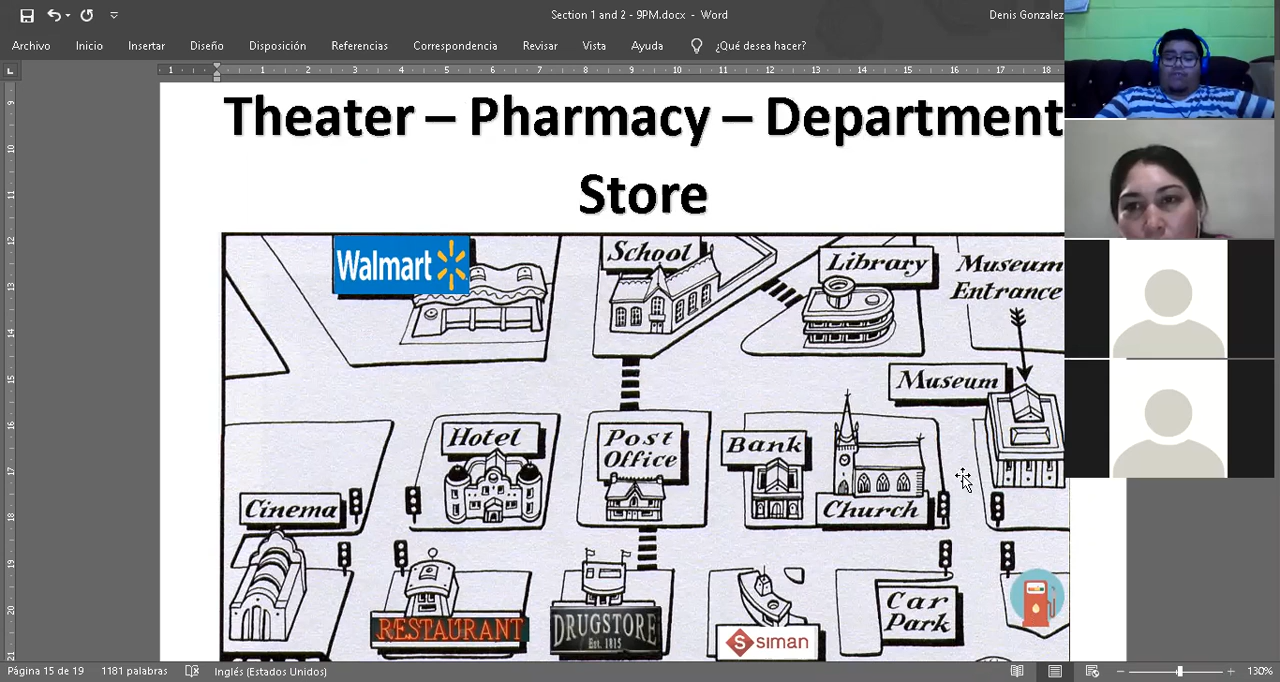 Section 1 and 2 - 9PM.docx - Word
Denis Gonzalez
Archivo Inicio Insertar Diseño Disposición Referencias Correspondencia Revisar Vista Ayuda ¿Qué desea hacer?
Theater – Pharmacy – Department
Store
Walmart
School
Library
Museum
Entrance
Museum
Hotel
Post
Office
Bank
Cinema
Church
RESTAURANT
DRUGSTORE
Est. 1815
S SIMAN
Car
Park
Página 15 de 19 1181 palabras Inglés (Estados Unidos) 130%